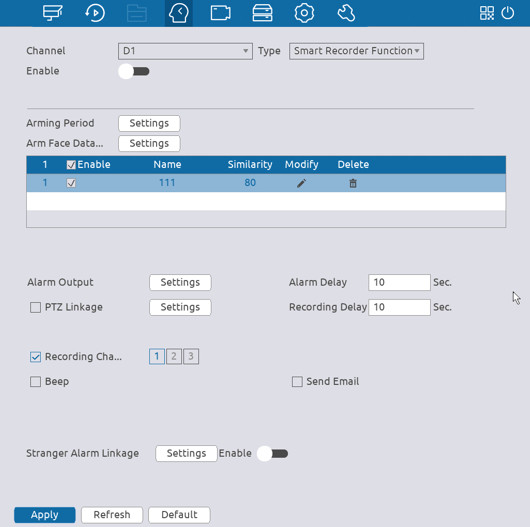 Channel D1 Type Smart Recorder Function
Enable
Arming Period Settings
Arm Face Data... Settings
1 Enable Name Similarity Modify Delete
1 111 80
Alarm Output Settings Alarm Delay 10 Sec.
PTZ Linkage Settings Recording Delay 10 Sec.
Recording Cha... 1 2 3
Beep Send Email
Stranger Alarm Linkage Settings Enable
Apply Refresh Default